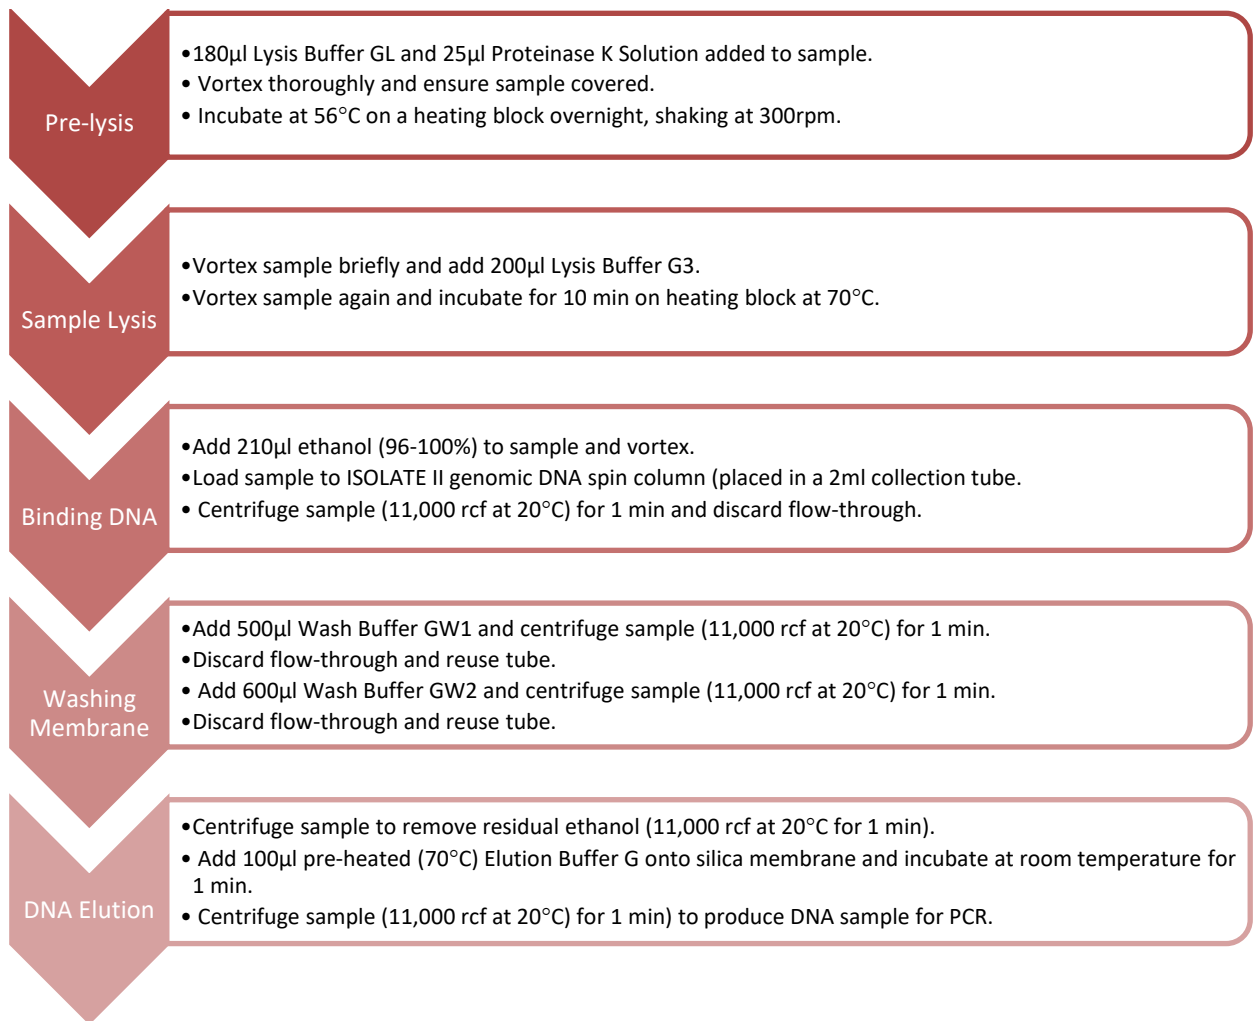 Pre-lysis
•180µl Lysis Buffer GL and 25µl Proteinase K Solution added to sample.
• Vortex thoroughly and ensure sample covered.
• Incubate at 56°C on a heating block overnight, shaking at 300rpm.
Sample Lysis
•Vortex sample briefly and add 200µl Lysis Buffer G3.
•Vortex sample again and incubate for 10 min on heating block at 70°C.
Binding DNA
•Add 210µl ethanol (96-100%) to sample and vortex.
•Load sample to ISOLATE II genomic DNA spin column (placed in a 2ml collection tube.
• Centrifuge sample (11,000 rcf at 20°C) for 1 min and discard flow-through.
Washing
Membrane
•Add 500µl Wash Buffer GW1 and centrifuge sample (11,000 rcf at 20°C) for 1 min.
•Discard flow-through and reuse tube.
• Add 600µl Wash Buffer GW2 and centrifuge sample (11,000 rcf at 20°C) for 1 min.
•Discard flow-through and reuse tube.
DNA Elution
•Centrifuge sample to remove residual ethanol (11,000 rcf at 20°C for 1 min).
• Add 100µl pre-heated (70°C) Elution Buffer G onto silica membrane and incubate at room temperature for
1 min.
• Centrifuge sample (11,000 rcf at 20°C) for 1 min) to produce DNA sample for PCR.